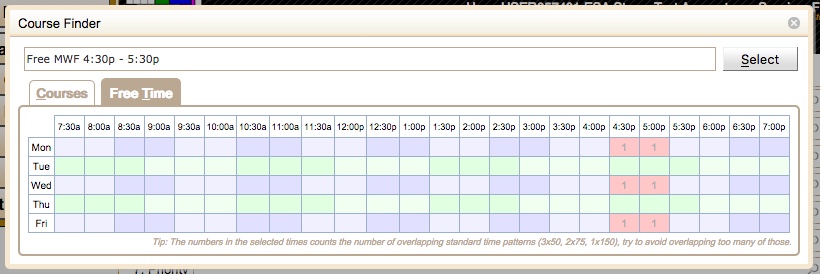 Course Finder
Free MWF 4:30p - 5:30p
Select
Courses Free Time
7:30a 8:00a 8:30a 9:00a 9:30a 10:00a 10:30a 11:00a 11:30a 12:00p 12:30p 1:00p 1:30p 2:00p 2:30p 3:00p 3:30p 4:00p 4:30p 5:00p 5:30p 6:00p 6:30p 7:00p
Mon 1 1
Tue
Wed 1 1
Thu
Fri 1 1
Tip: The numbers in the selected times counts the number of overlapping standard time patterns (3x50, 2x75, 1x150), try to avoid overlapping too many of those.
7. Priority